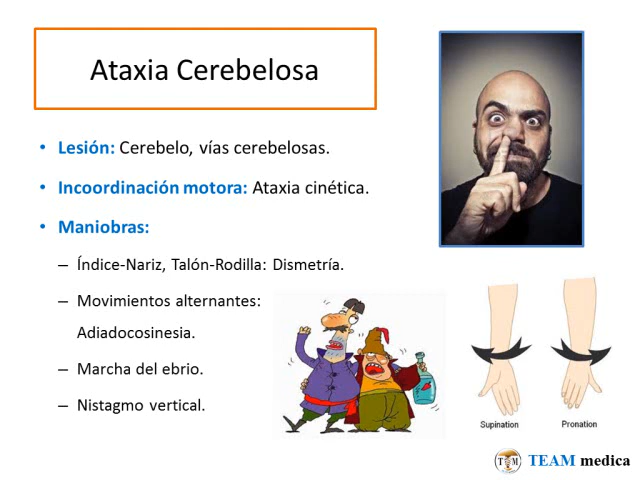 Ataxia Cerebelosa
• Lesión: Cerebelo, vías cerebelosas.
• Incoordinación motora: Ataxia cinética.
• Maniobras:
– Índice-Nariz, Talón-Rodilla: Dismetría.
– Movimientos alternantes:
Adiadocosinesia.
– Marcha del ebrio.
– Nistagmo vertical.
Supination
Pronation
TEAM medica